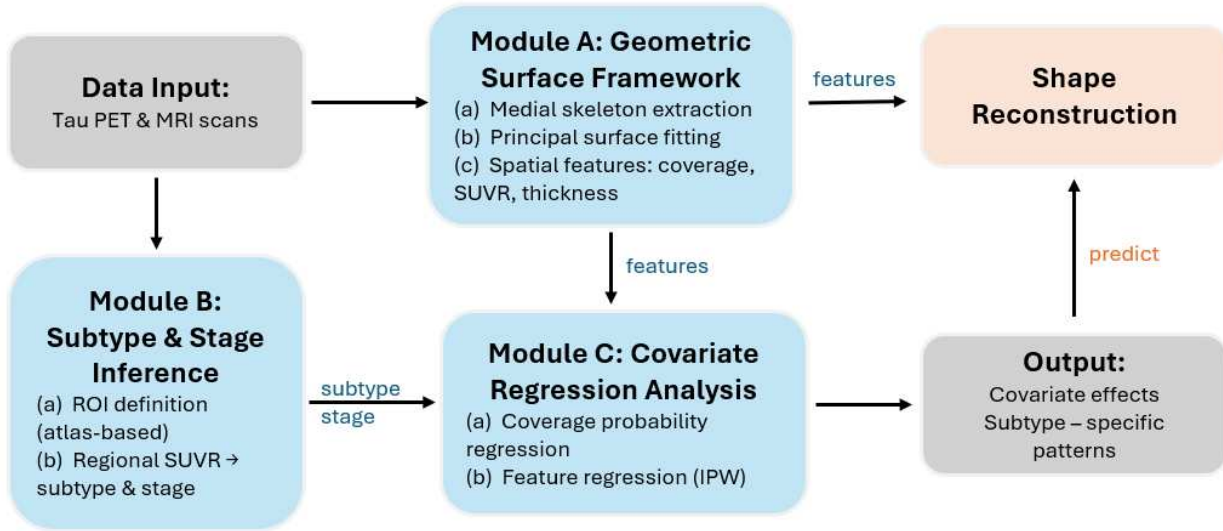 Data Input:
Tau PET & MRI scans
Module A: Geometric
Surface Framework
(a) Medial skeleton extraction
(b) Principal surface fitting
(c) Spatial features: coverage,
SUVR, thickness
features
Shape
Reconstruction
features
predict
Module B:
Subtype & Stage
Inference
(a) ROI definition
(atlas-based)
(b) Regional SUVR →
subtype & stage
subtype
stage
Module C: Covariate
Regression Analysis
(a) Coverage probability
regression
(b) Feature regression (IPW)
Output:
Covariate effects
Subtype – specific
patterns